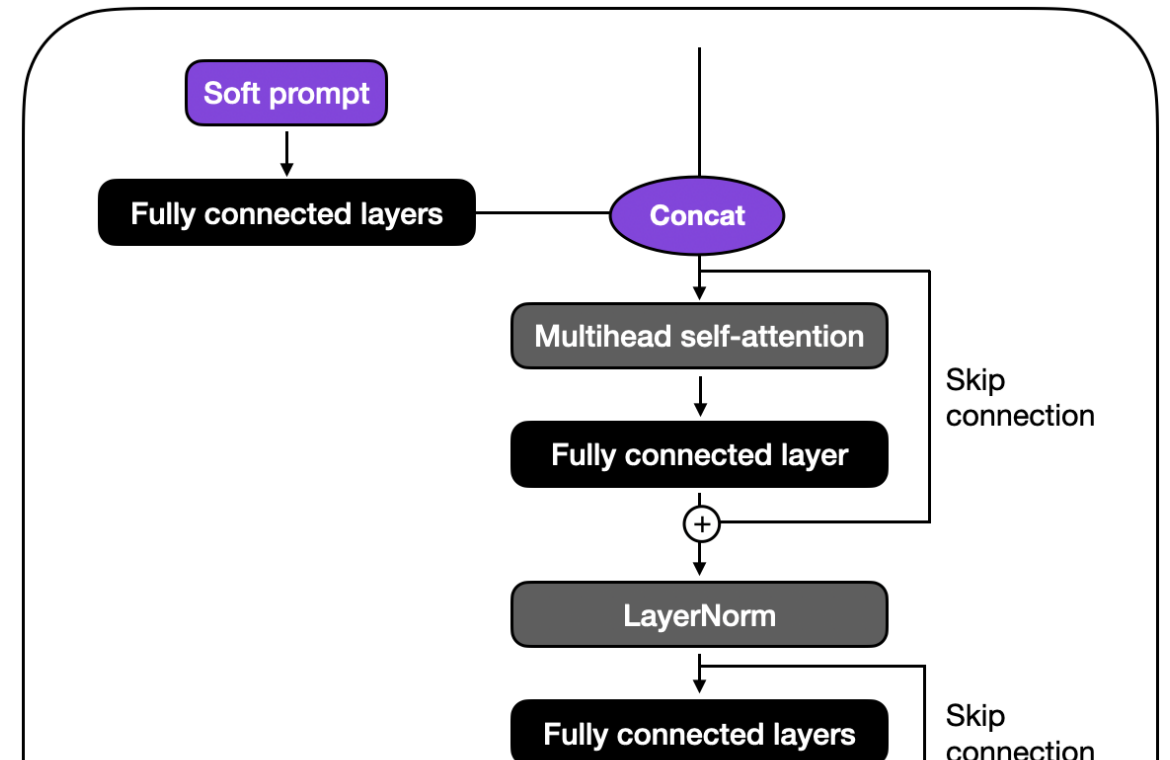 Soft prompt
Fully connected layers
Concat
Multihead self-attention
Skip
connection
Fully connected layer
+
LayerNorm
Fully connected layers
Skip
connection